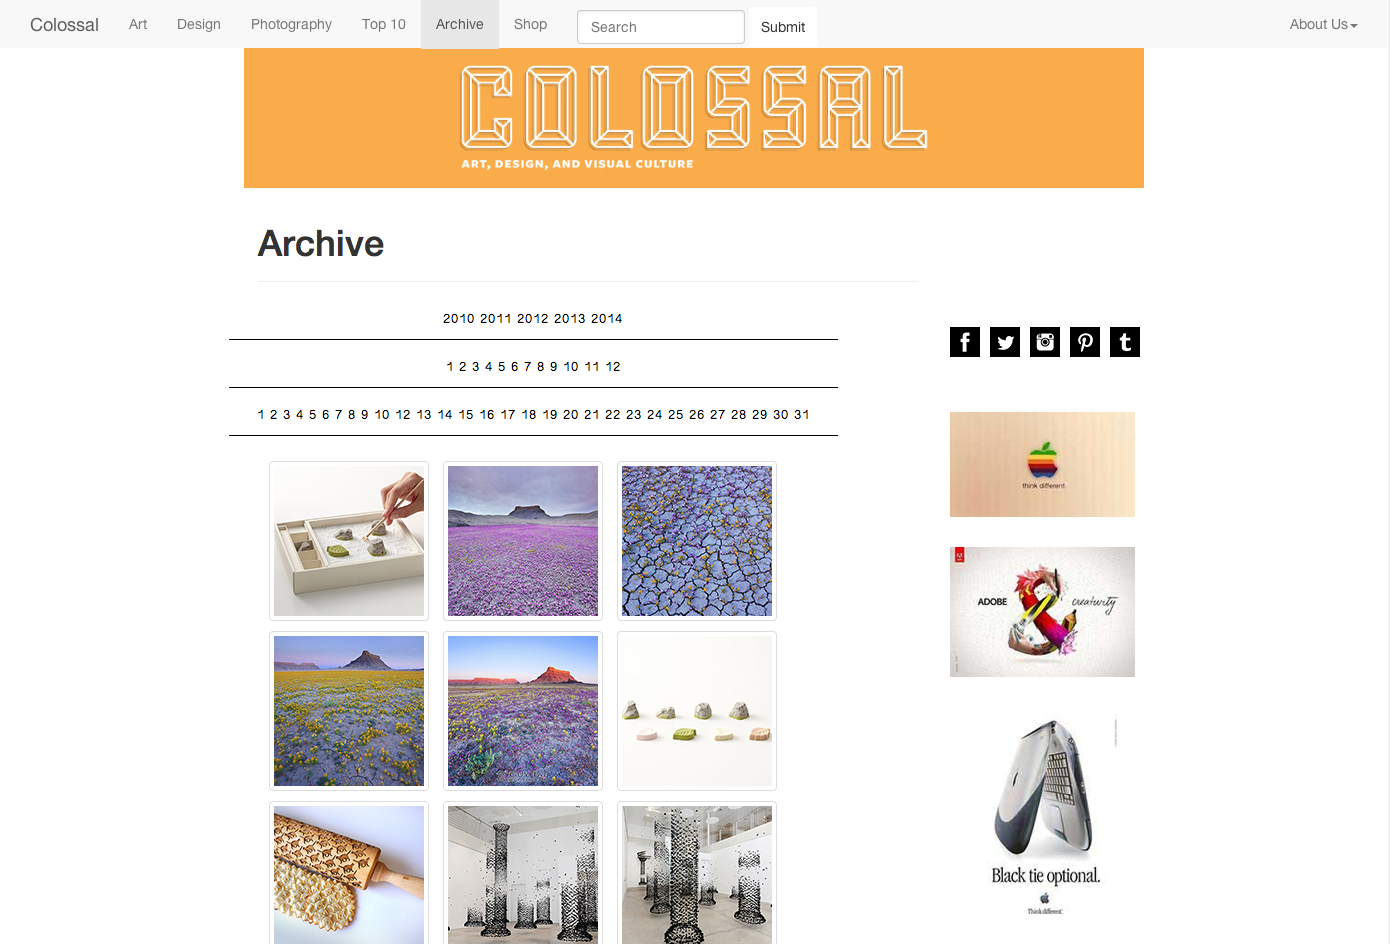 Colossal Art Design Photography Top 10 Archive Shop Search Submit About Us
COLOSSAL
ART, DESIGN, AND VISUAL CULTURE
Archive
2010 2011 2012 2013 2014
1 2 3 4 5 6 7 8 9 10 11 12
1 2 3 4 5 6 7 8 9 10 12 13 14 15 16 17 18 19 20 21 22 23 24 25 26 27 28 29 30 31
think different.
ADOBE & creativity
Black tie optional.
Think different.